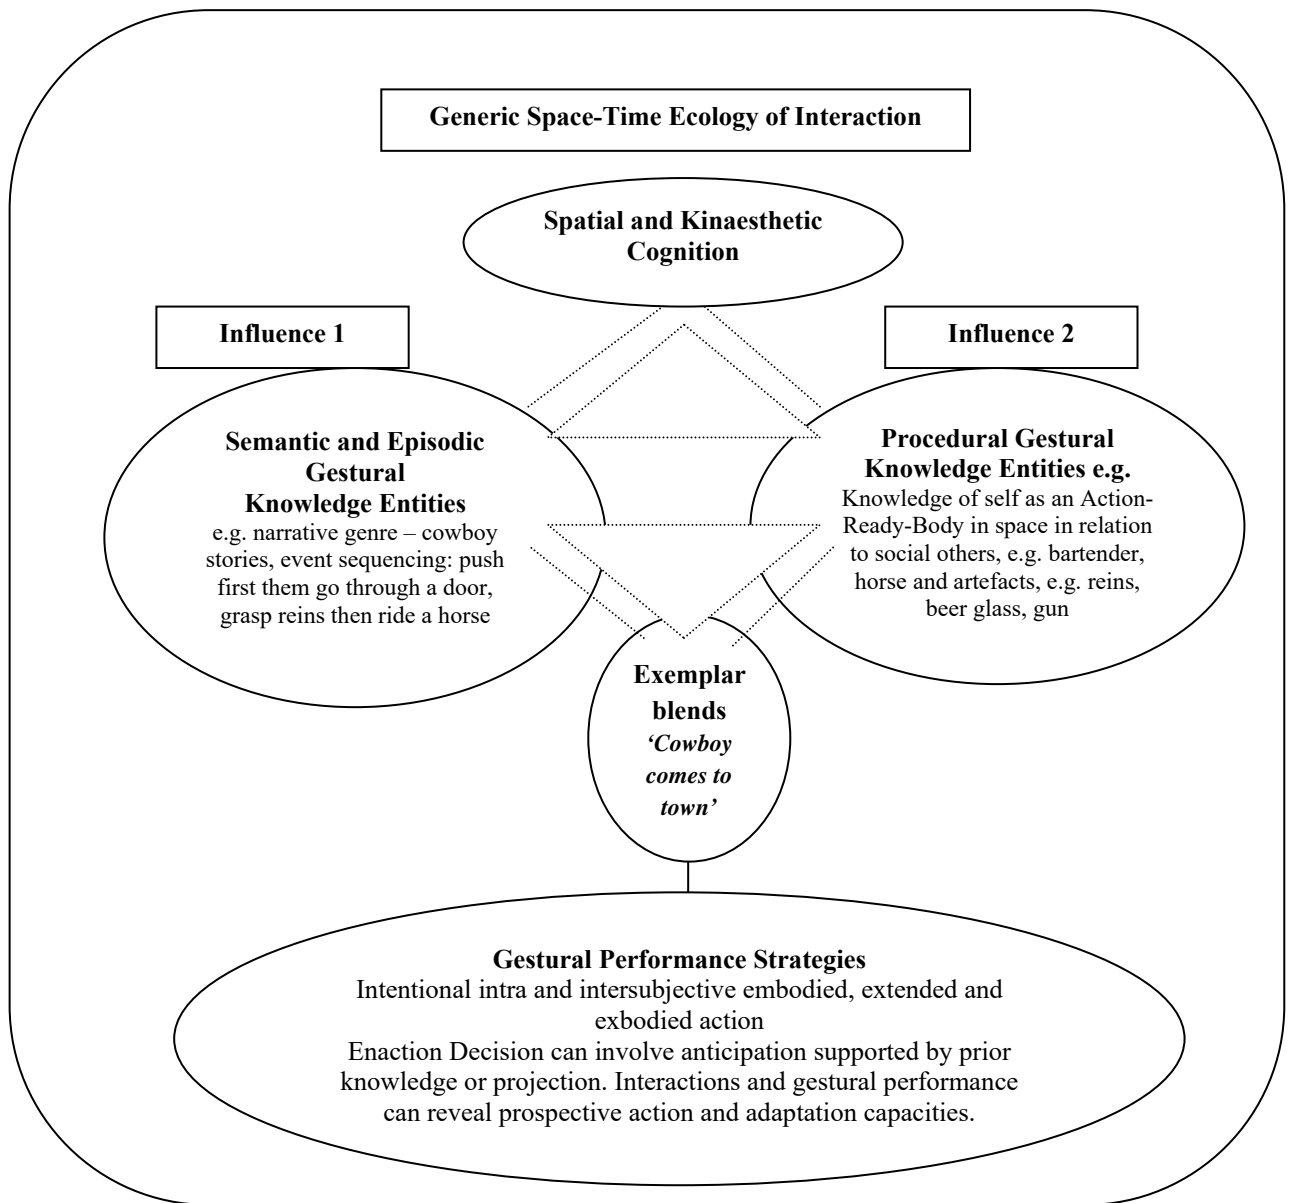 Generic Space-Time Ecology of Interaction
Spatial and Kinaesthetic
Cognition
Influence 1
Influence 2
Semantic and Episodic
Gestural
Knowledge Entities
e.g. narrative genre – cowboy
stories, event sequencing: push
first them go through a door,
grasp reins then ride a horse
Procedural Gestural
Knowledge Entities e.g.
Knowledge of self as an Action-
Ready-Body in space in relation
to social others, e.g. bartender,
horse and artefacts, e.g. reins,
beer glass, gun
Exemplar
blends
‘Cowboy
comes to
town’
Gestural Performance Strategies
Intentional intra and intersubjective embodied, extended and
exbodied action
Enaction Decision can involve anticipation supported by prior
knowledge or projection. Interactions and gestural performance
can reveal prospective action and adaptation capacities.